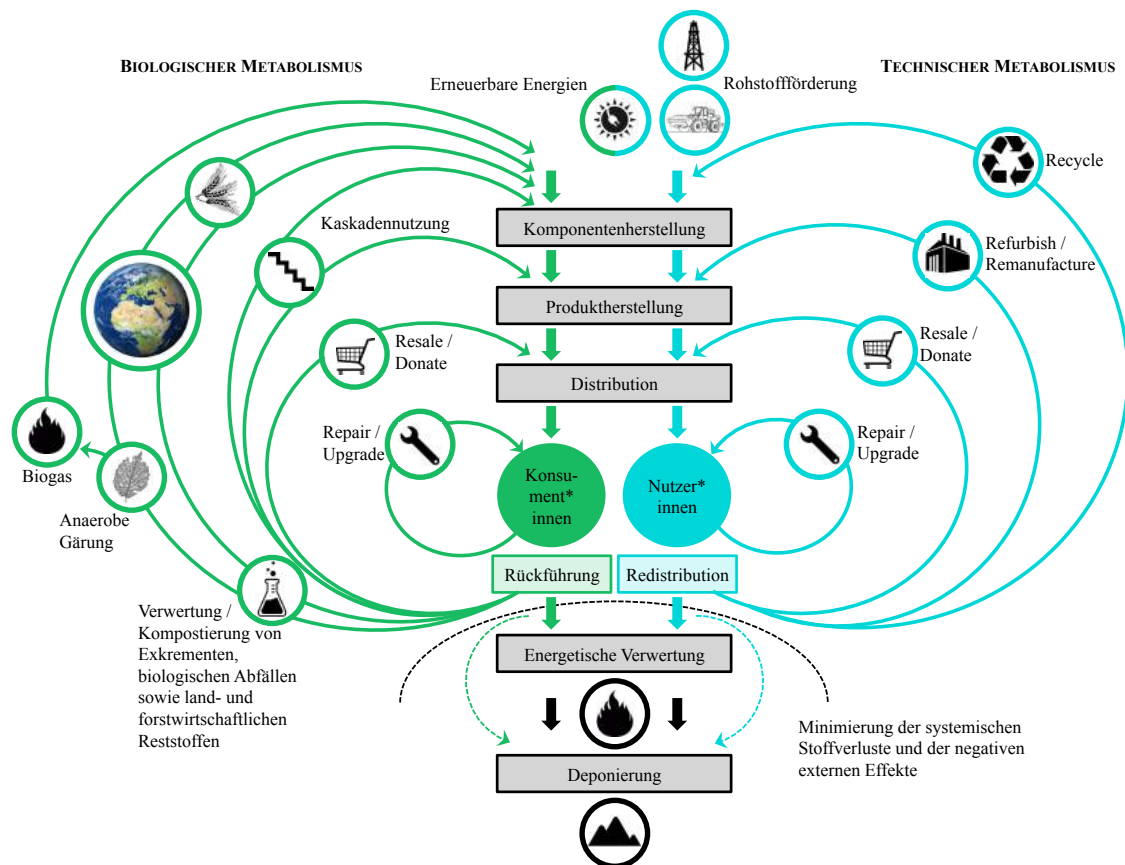 BIOLOGISCHER METABOLISMUS
TECHNISCHER METABOLISMUS
Erneuerbare Energien
Rohstoffförderung
Recycle
Kaskadennutzung
Komponentenherstellung
Refurbish /
Remanufacture
Produktherstellung
Resale /
Donate
Resale /
Donate
Distribution
Repair /
Upgrade
Repair /
Upgrade
Biogas
Konsu-
ment*
innen
Nutzer*
innen
Anaerobe
Gärung
Rückführung
Redistribution
Verwertung /
Kompostierung von
Exkrementen,
biologischen Abfällen
sowie land- und
forstwirtschaftlichen
Reststoffen
Energetische Verwertung
Minimierung der systemischen
Stoffverluste und der negativen
externen Effekte
Deponierung